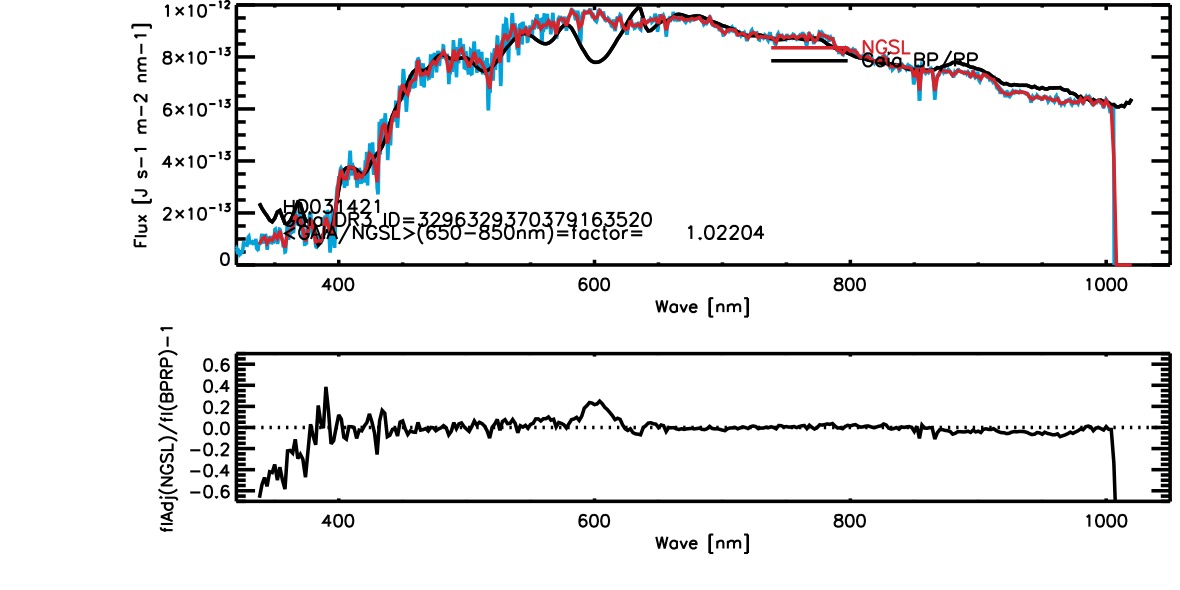 1×10−12
8×10−13
6×10−13
4×10−13
2×10−13
0
Flux [J s−1 m−2 nm−1]
NGSL
Gaia BP/RP
HD031421
Gaia DR3 ID=3296329370379163520
<GAIA/NGSL>(650−850nm)=factor= 1.02204
400 600 800 1000
Wave [nm]
0.6
0.4
0.2
0.0
−0.2
−0.4
−0.6
flAdj(NGSL)/fl(BPRP)−1
400 600 800 1000
Wave [nm]